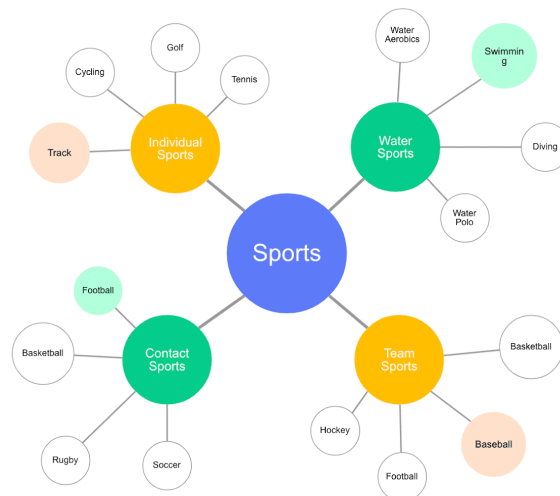 Golf
Cycling
Tennis
Individual
Sports
Track
Water
Aerobics
Swimmin
g
Water
Sports
Diving
Water
Polo
Sports
Football
Basketball
Contact
Sports
Rugby
Soccer
Team
Sports
Basketball
Hockey
Baseball
Football